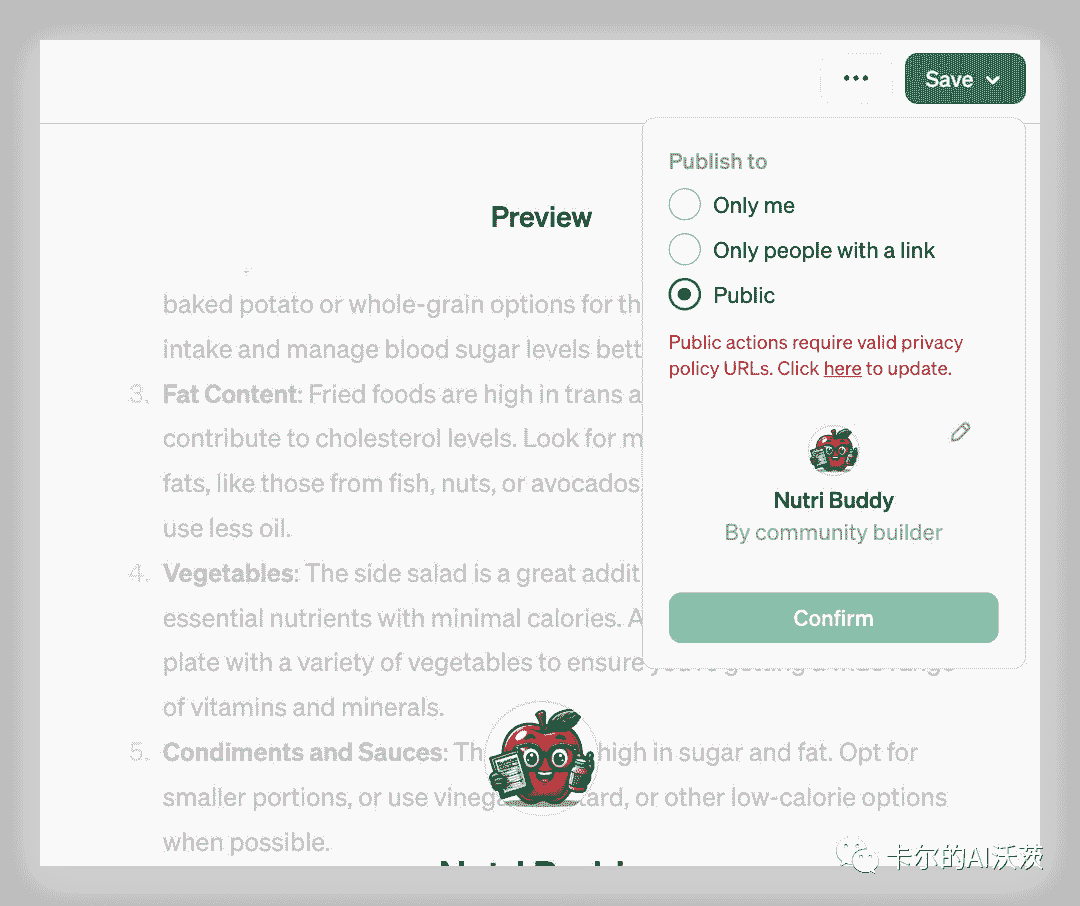 Save
Publish to
Only me
Only people with a link
Public
Public actions require valid privacy
policy URLs. Click here to update.
Nutri Buddy
By community builder
Confirm
Preview
baked potato or whole-grain options for th
intake and manage blood sugar levels bett
3. Fat Content: Fried foods are high in trans a
contribute to cholesterol levels. Look for m
fats, like those from fish, nuts, or avocados,
use less oil.
4. Vegetables: The side salad is a great addit
essential nutrients with minimal calories. A
plate with a variety of vegetables to ensure
of vitamins and minerals.
5. Condiments and Sauces: Th high in sugar and fat. Opt for
smaller portions, or use vinega tard, or other low-calorie options
when possible.
卡尔的AI沃茨